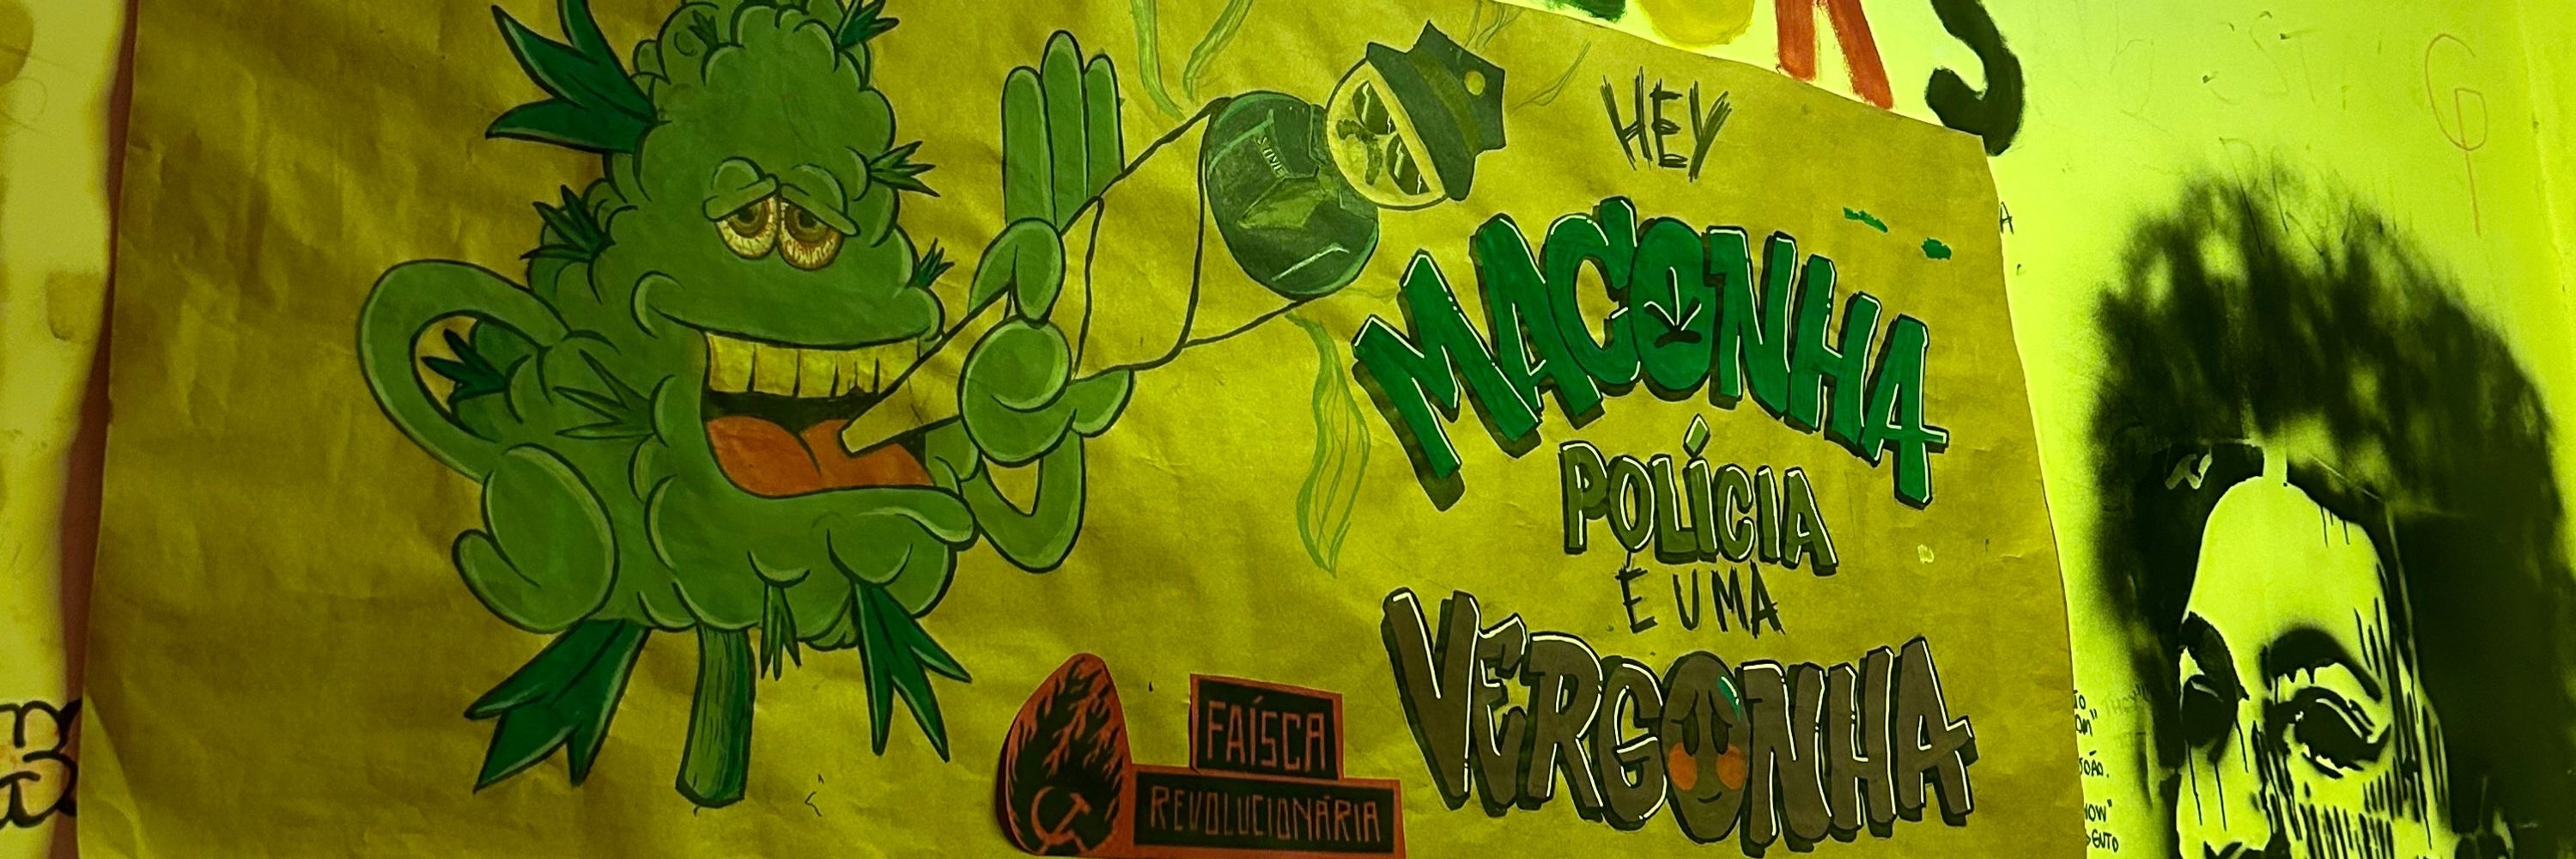 HEY
MACONHA
POLÍCIA
É UMA
VERGONHA
FAÍSCA
REVOLUCIONÁRIA